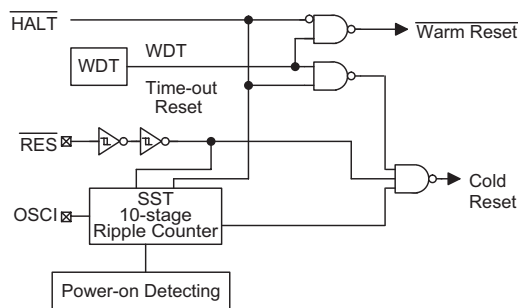 HALT
Warm Reset
WDT
WDT
Time-out
Reset
RES
Cold
Reset
OSCI
SST
10-stage
Ripple Counter
Power-on Detecting